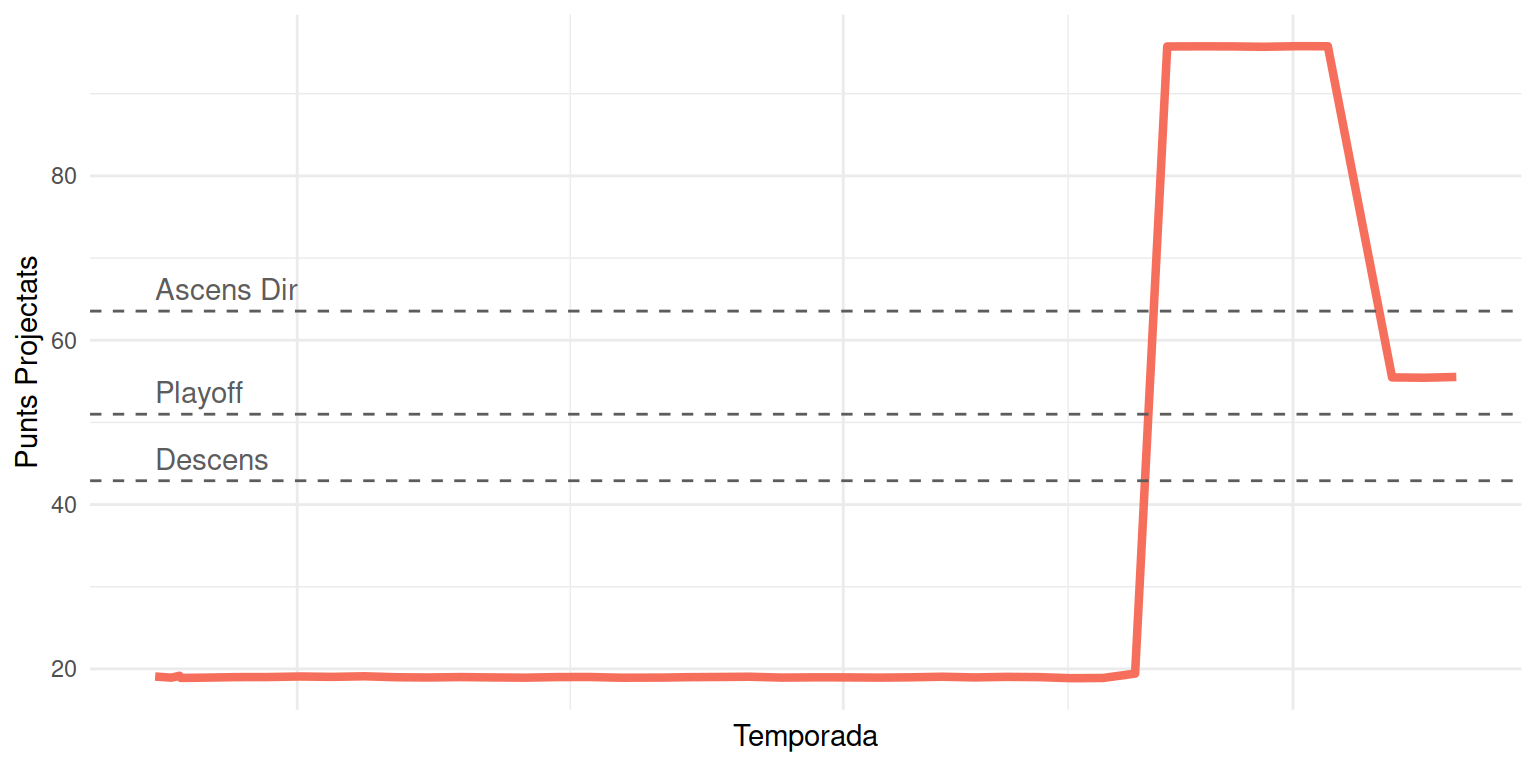 80
Ascens Dir
60
Playoff
Descens
40
20
Punts Projectats
Temporada